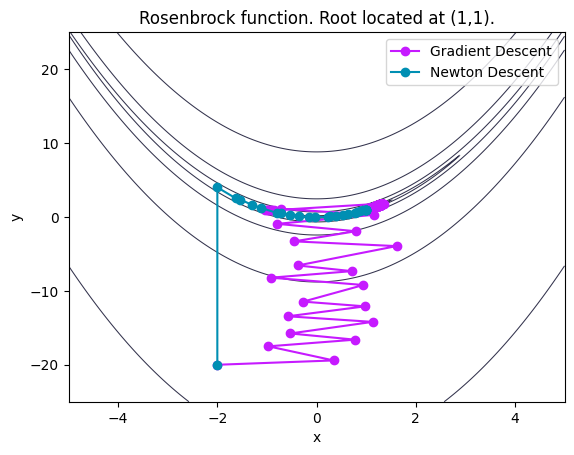 Rosenbrock function. Root located at (1,1).
Gradient Descent
Newton Descent
20
10
0
−10
−20
y
−4
−2
0
2
4
x